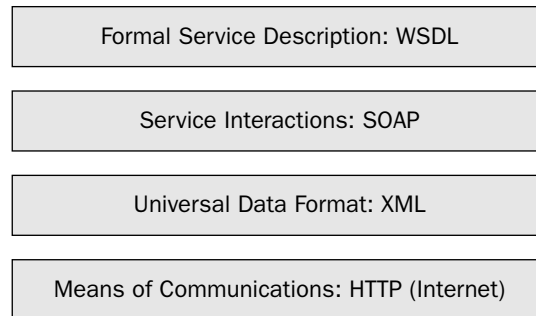 Formal Service Description: WSDL
Service Interactions: SOAP
Universal Data Format: XML
Means of Communications: HTTP (Internet)